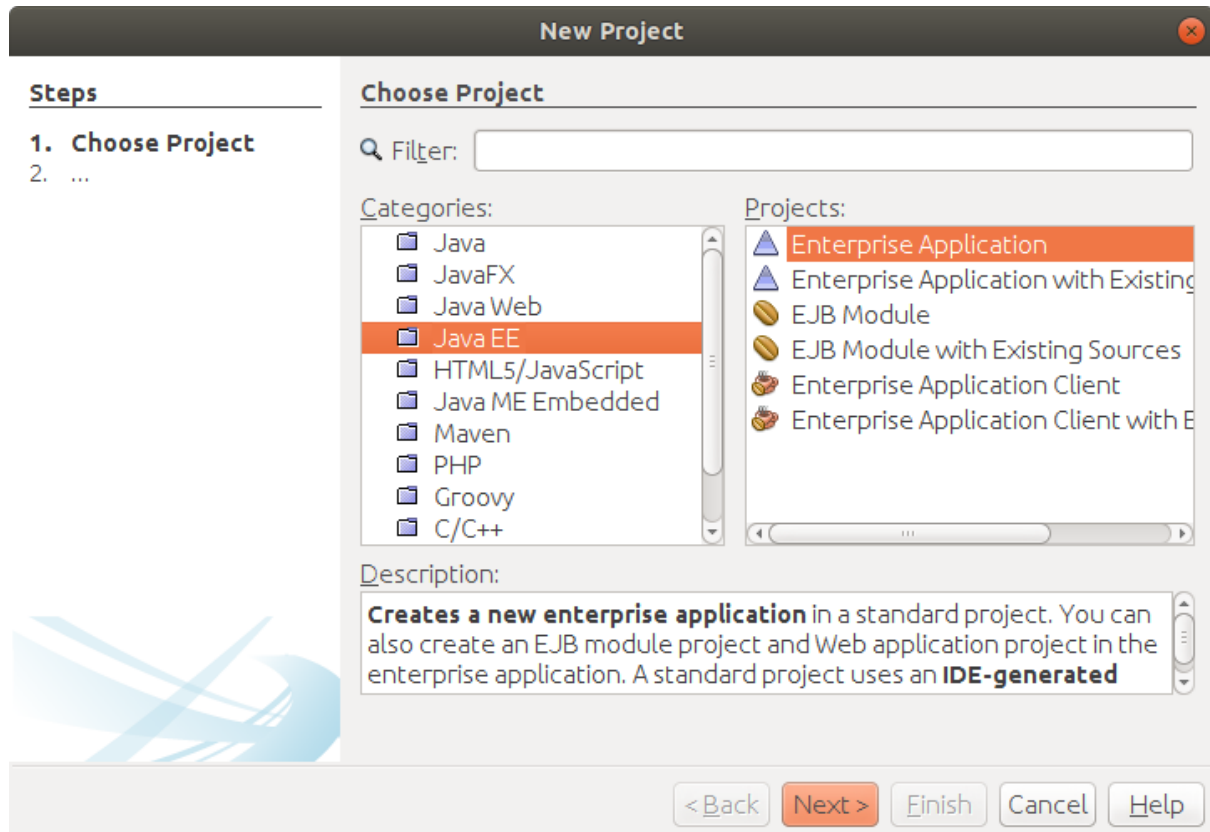 New Project
Steps
1. Choose Project
2. ...
Choose Project
Filter:
Categories:
Java
JavaFX
Java Web
Java EE
HTML5/JavaScript
Java ME Embedded
Maven
PHP
Groovy
C/C++
Projects:
Enterprise Application
Enterprise Application with Existing
EJB Module
EJB Module with Existing Sources
Enterprise Application Client
Enterprise Application Client with E
Description:
Creates a new enterprise application in a standard project. You can
also create an EJB module project and Web application project in the
enterprise application. A standard project uses an IDE-generated
< Back Next > Finish Cancel Help